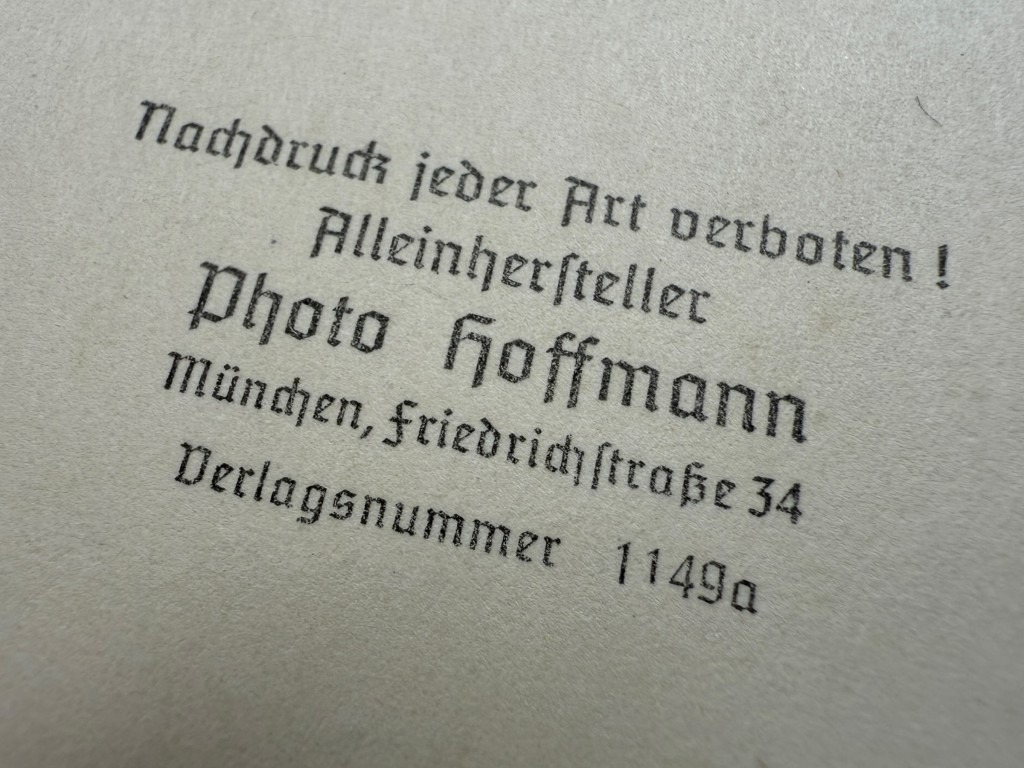 Nachdruck jeder Art verboten!
Alleinherſteller
Photo Hoffmann
München, Friedrichſtraße 34
Verlagsnummer 1149a